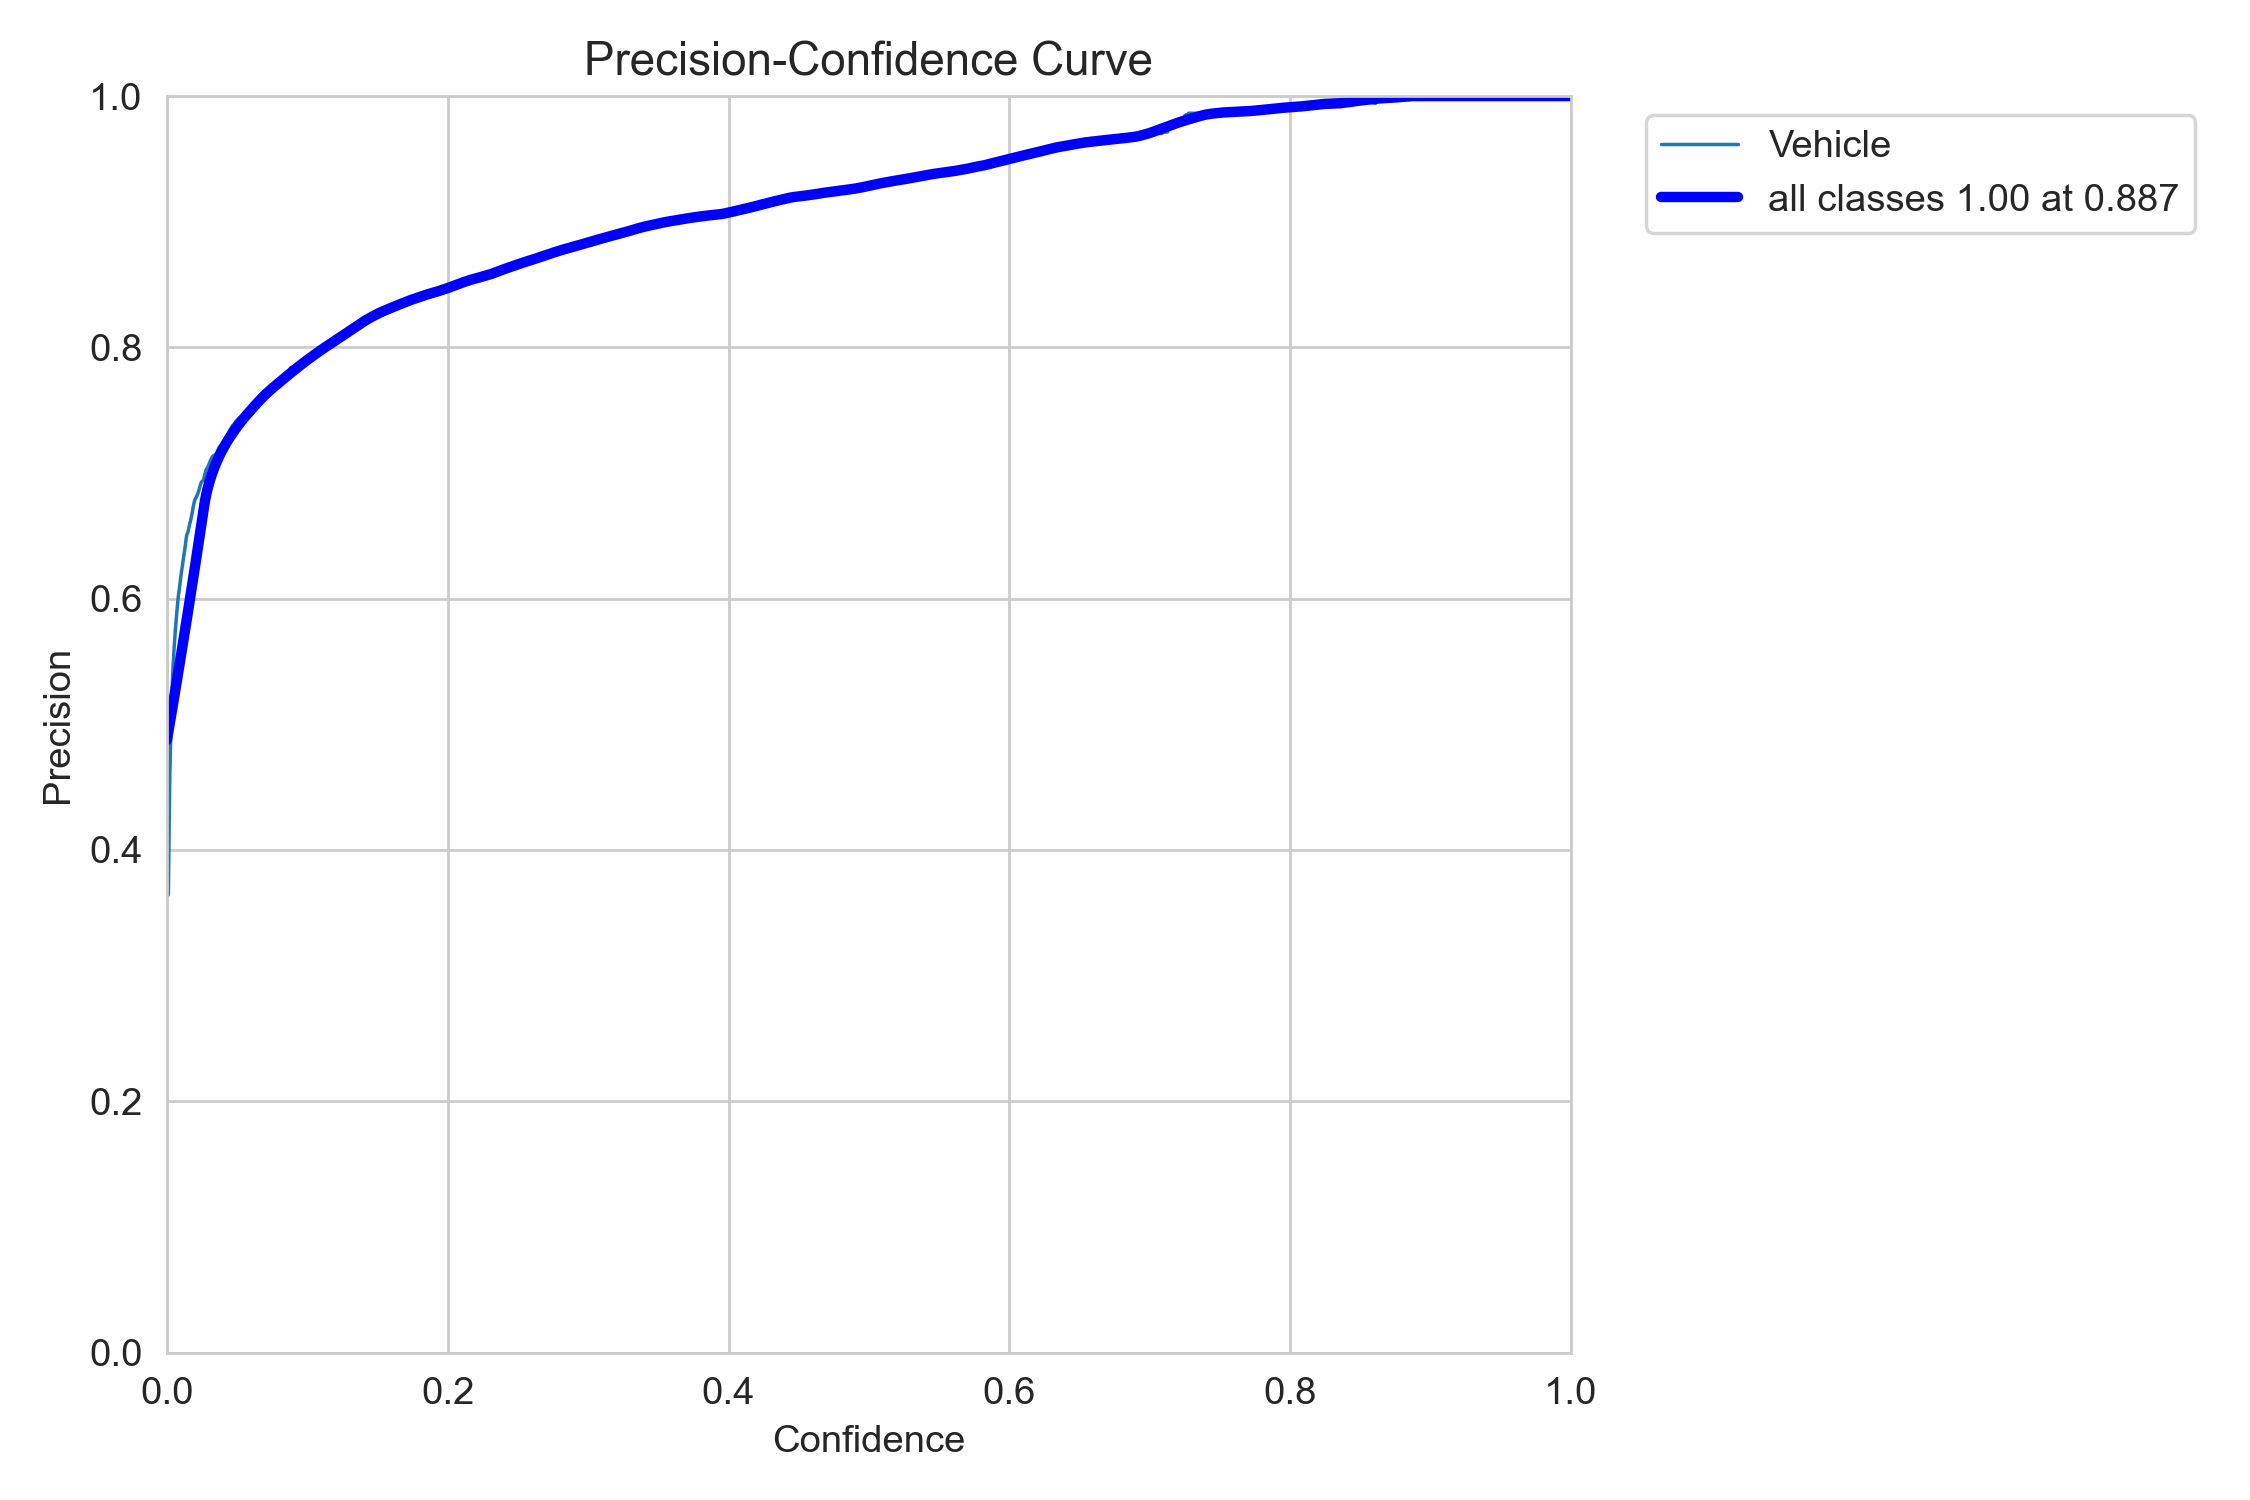 Precision-Confidence Curve
1.0
0.8
0.6
0.4
0.2
0.0
Precision
0.0 0.2 0.4 0.6 0.8 1.0
Confidence
Vehicle
all classes 1.00 at 0.887